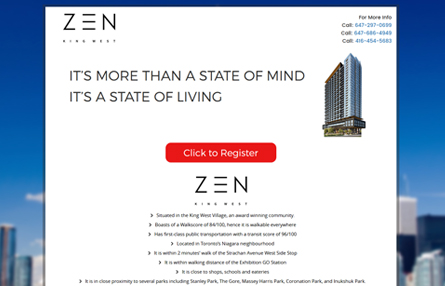 ZEN
KING WEST
For More Info
Call: 647-297-0699
Call: 647-686-4949
Call: 416-454-5683
IT'S MORE THAN A STATE OF MIND
IT'S A STATE OF LIVING
Click to Register
ZEN
KING WEST
Situated in the King West Village, an award winning community
Boasts of a Walkscore of 84/100, hence it is walkable everywhere
Has first-class public transportation with a transit score of 96/100
Located in Toronto's Niagara neighbourhood
It is within 2 minutes' walk of the Strachan Avenue West Side Stop
It is within walking distance of the Exhibition GO Station
It is close to shops, schools and eateries
It is in close proximity to several parks including Stanley Park, The Gore, Massey Harris Park, Coronation Park, and Inukshuk Park